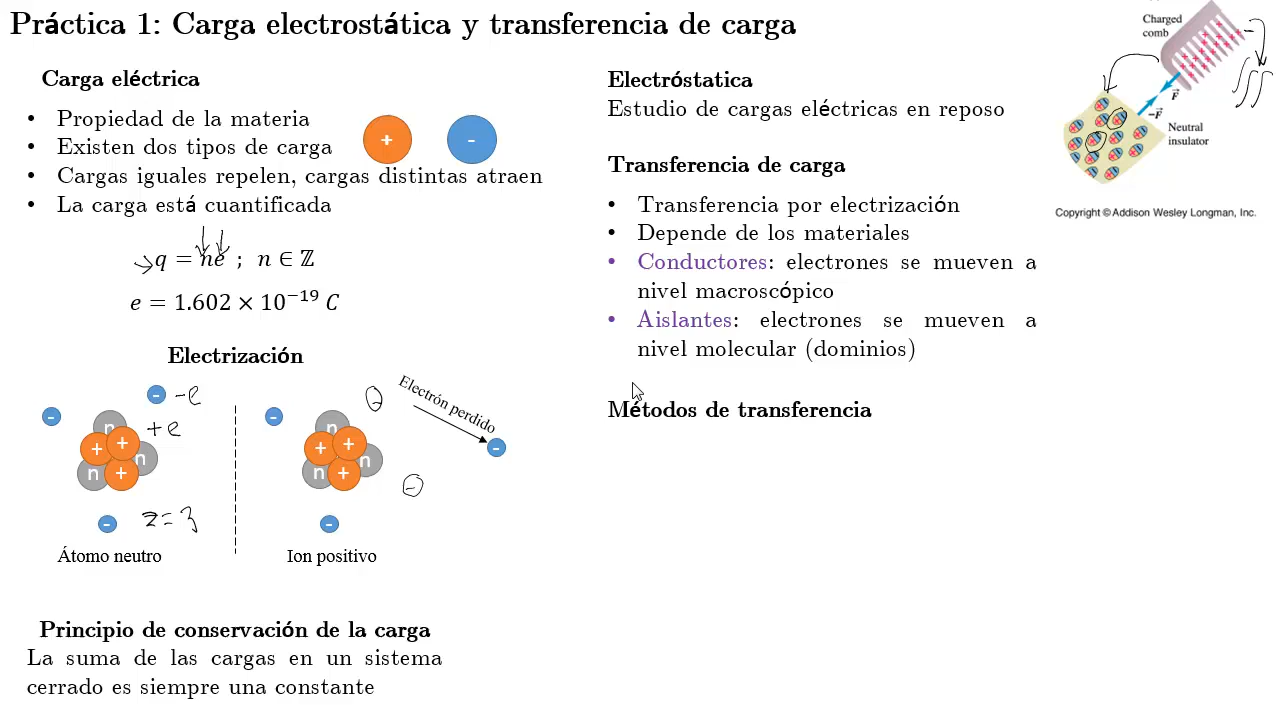 Práctica 1: Carga electrostática y transferencia de carga
Carga eléctrica
• Propiedad de la materia
• Existen dos tipos de carga
+ -
• Cargas iguales repelen, cargas distintas atraen
• La carga está cuantificada
q = ne ; n ∈ ℤ
e = 1.602 × 10⁻¹⁹ C
Electrización
- -e
-
+e
n
+ +
n
n +
-
z=3
Átomo neutro
-
n
+ +
n
n +
-
Electrón perdido
-
Ion positivo
Principio de conservación de la carga
La suma de las cargas en un sistema
cerrado es siempre una constante
Electróstatica
Estudio de cargas eléctricas en reposo
Transferencia de carga
• Transferencia por electrización
• Depende de los materiales
• Conductores: electrones se mueven a
nivel macroscópico
• Aislantes: electrones se mueven a
nivel molecular (dominios)
Métodos de transferencia
Charged
comb
F
-F
Neutral
insulator
Copyright © Addison Wesley Longman, Inc.